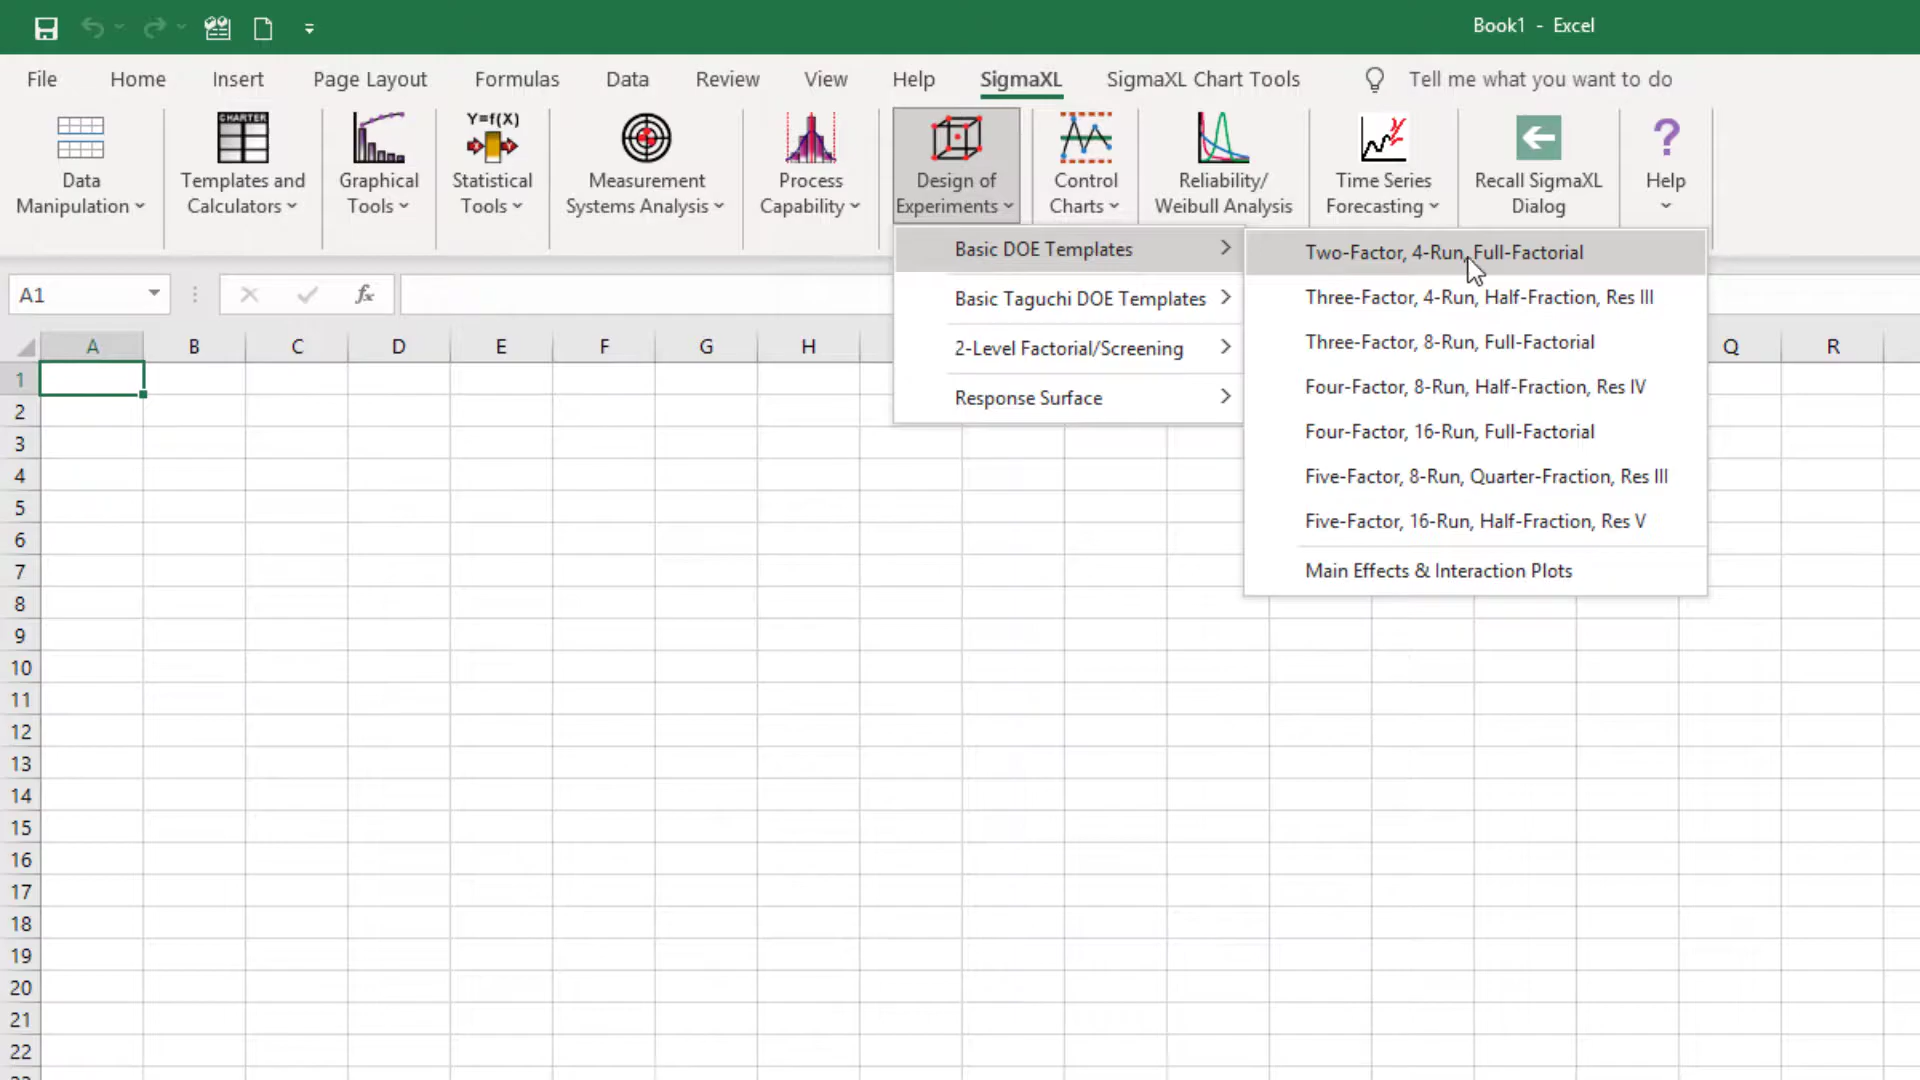 Book1 - Excel
File Home Insert Page Layout Formulas Data Review View Help SigmaXL SigmaXL Chart Tools Tell me what you want to do
Data
Manipulation
CHARTER
Templates and
Calculators
Graphical
Tools
Y=f(X)
Statistical
Tools
Measurement
Systems Analysis
Process
Capability
Design of
Experiments
Control
Charts
Reliability/
Weibull Analysis
Time Series
Forecasting
Recall SigmaXL
Dialog
?
Help
Basic DOE Templates
Basic Taguchi DOE Templates
2-Level Factorial/Screening
Response Surface
Two-Factor, 4-Run, Full-Factorial
Three-Factor, 4-Run, Half-Fraction, Res III
Three-Factor, 8-Run, Full-Factorial
Four-Factor, 8-Run, Half-Fraction, Res IV
Four-Factor, 16-Run, Full-Factorial
Five-Factor, 8-Run, Quarter-Fraction, Res III
Five-Factor, 16-Run, Half-Fraction, Res V
Main Effects & Interaction Plots
A1
fx
A B C D E F G H Q R
1
2
3
4
5
6
7
8
9
10
11
12
13
14
15
16
17
18
19
20
21
22